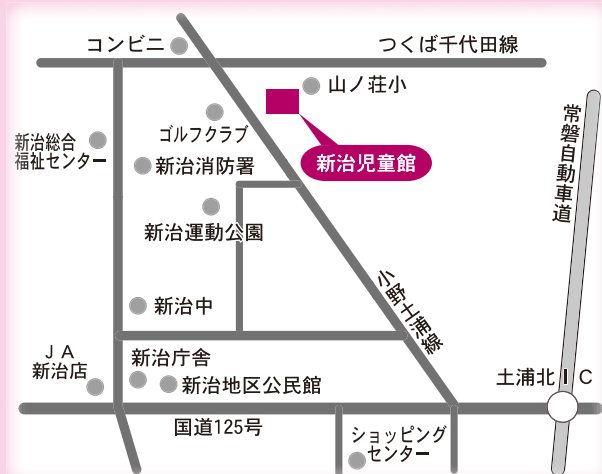 コンビニ
つくば千代田線
山ノ荘小
ゴルフクラブ
新治総合
福祉センター
新治消防署
新治児童館
常磐自動車道
新治運動公園
小野土浦線
新治中
JA
新治店
新治庁舎
新治地区公民館
土浦北IC
国道125号
ショッピング
センター